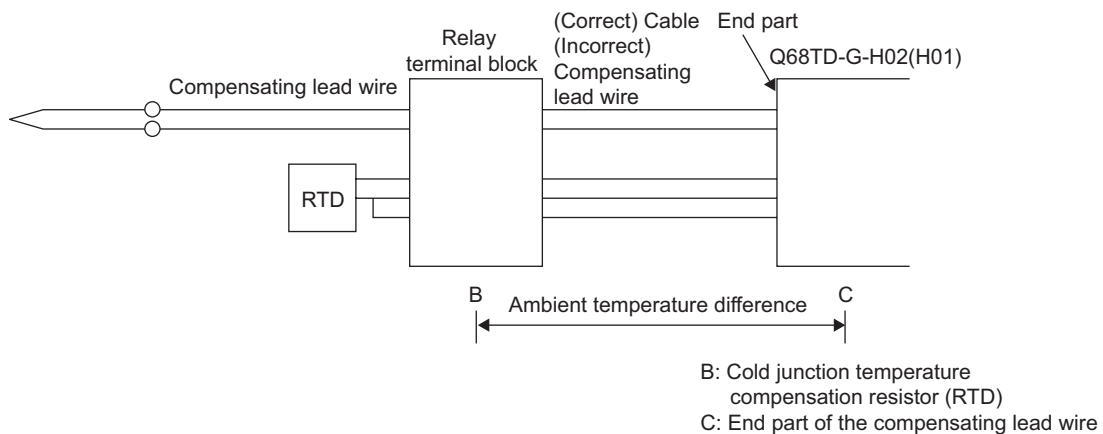 (Correct) Cable
(Incorrect)
Compensating
lead wire
End part
Q68TD-G-H02(H01)
Relay
terminal block
Compensating lead wire
RTD
B
Ambient temperature difference
C
B: Cold junction temperature
compensation resistor (RTD)
C: End part of the compensating lead wire